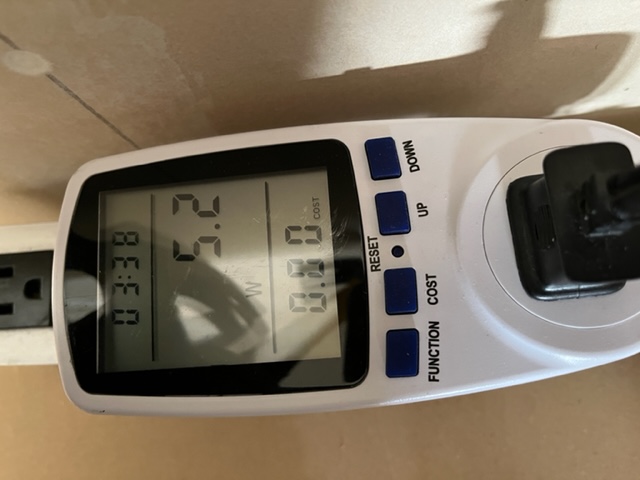 03:38
5.2
W
0.00 COST
RESET
FUNCTION COST UP DOWN